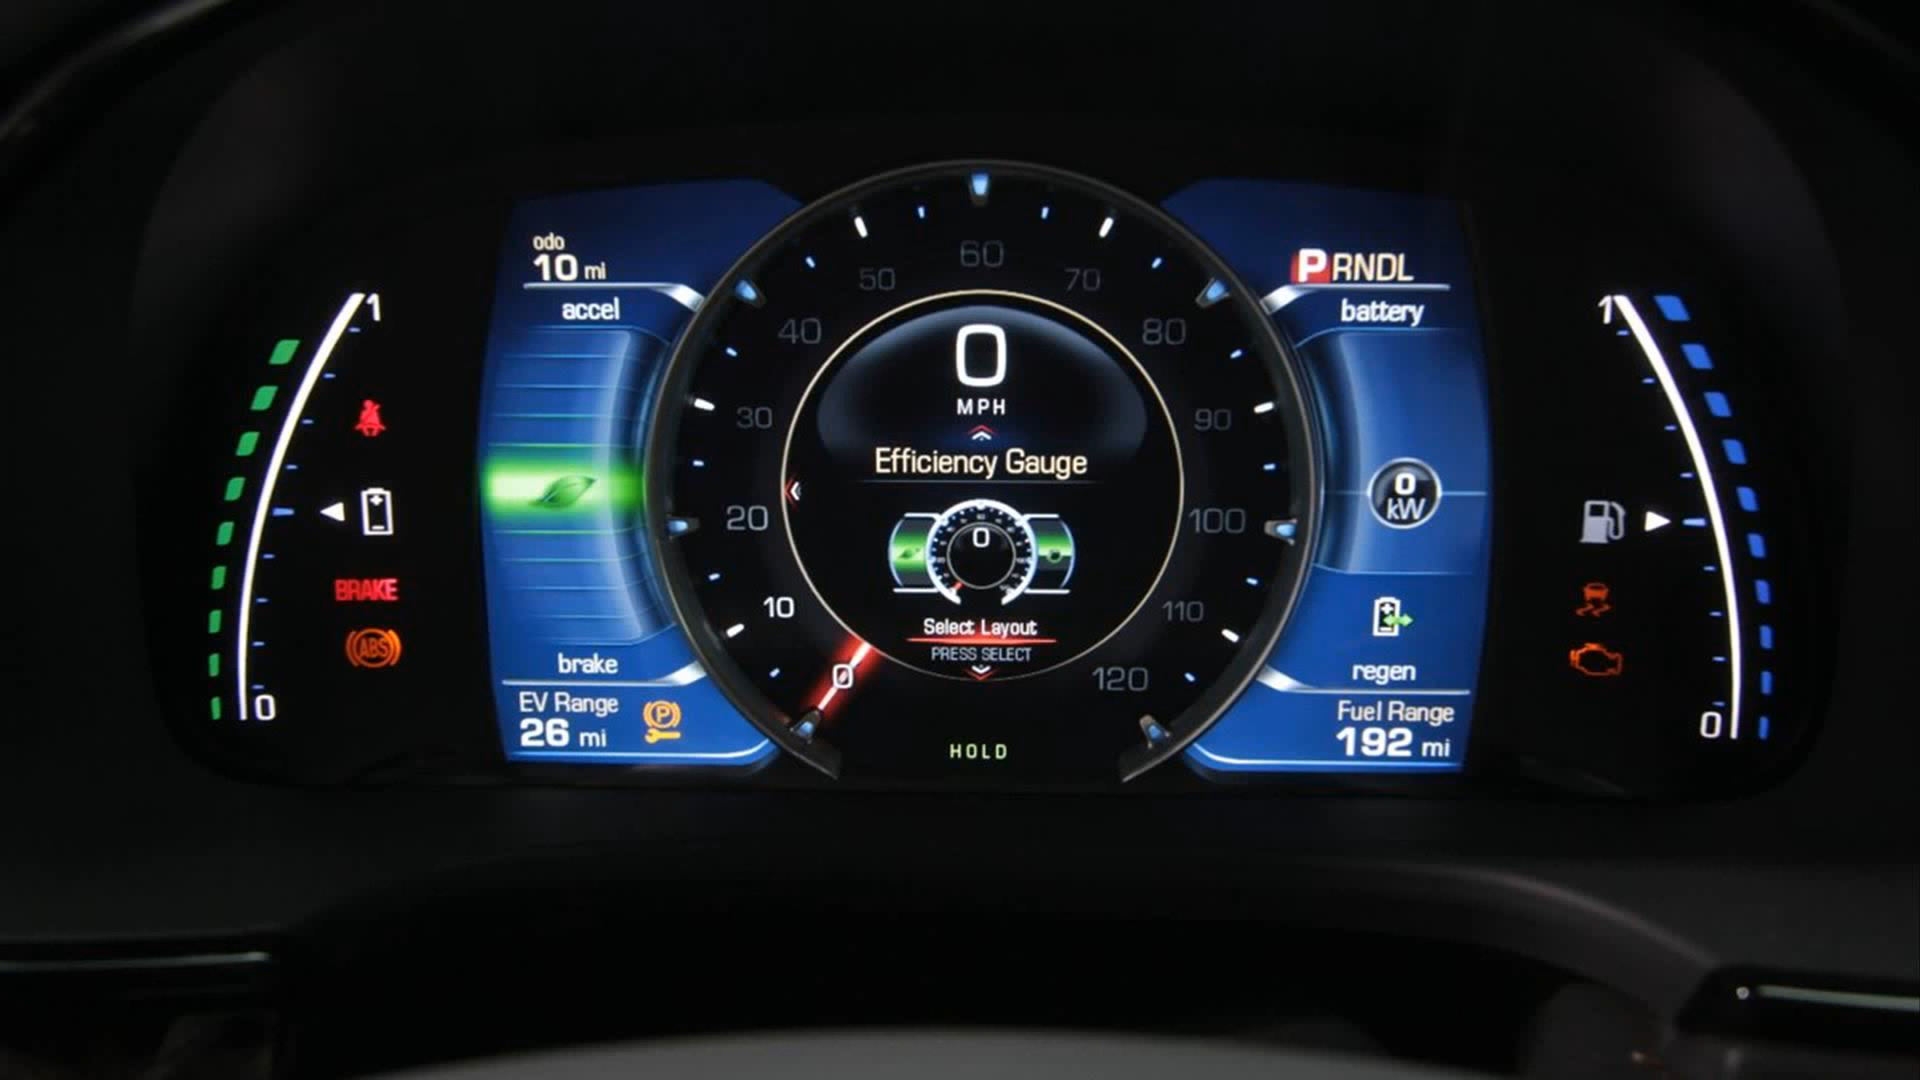 odo
10 mi
accel
brake
EV Range
26 mi
1
0
BRAKE
ABS
P
0
10
20
30
40
50
60
70
80
90
100
110
120
0
MPH
Efficiency Gauge
0
Select Layout
PRESS SELECT
HOLD
PRNDL
battery
0
kW
regen
Fuel Range
192 mi
1
0